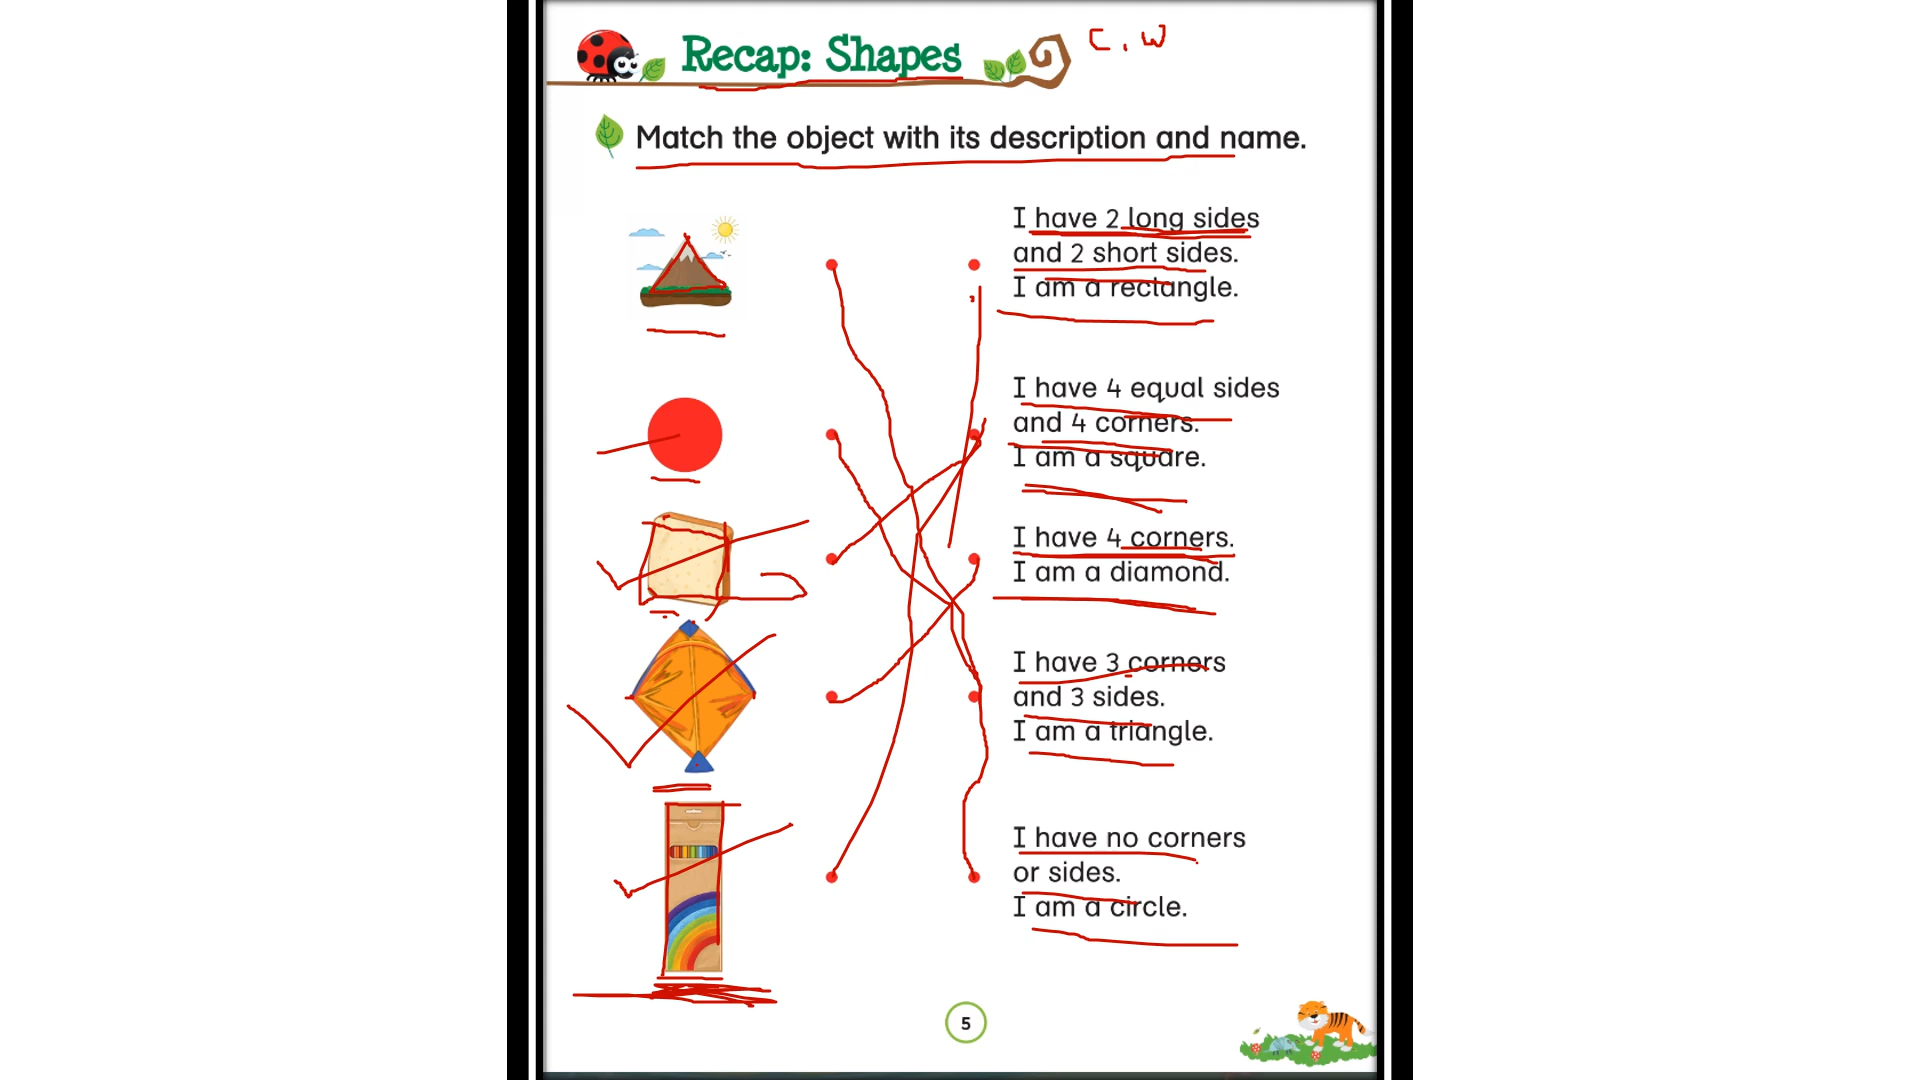 Recap: Shapes
C.W
Match the object with its description and name.
I have 2 long sides
and 2 short sides.
I am a rectangle.
I have 4 equal sides
and 4 corners.
I am a square.
I have 4 corners.
I am a diamond.
I have 3 corners
and 3 sides.
I am a triangle.
I have no corners
or sides.
I am a circle.
5